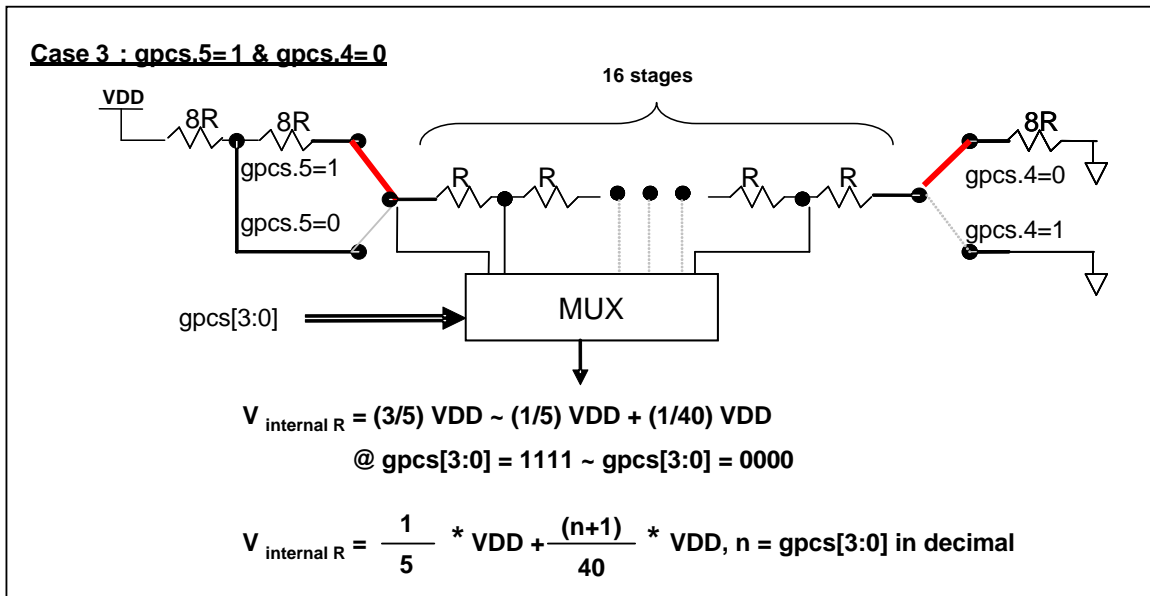 Case 3 : gpcs.5= 1 & gpcs.4= 0
16 stages
VDD
8R 8R 8R
gpcs.5=1 R R R R gpcs.4=0
gpcs.5=0 gpcs.4=1
gpcs[3:0] MUX
V internal R = (3/5) VDD ~ (1/5) VDD + (1/40) VDD
@ gpcs[3:0] = 1111 ~ gpcs[3:0] = 0000
V internal R = 1/5 * VDD + (n+1)/40 * VDD, n = gpcs[3:0] in decimal